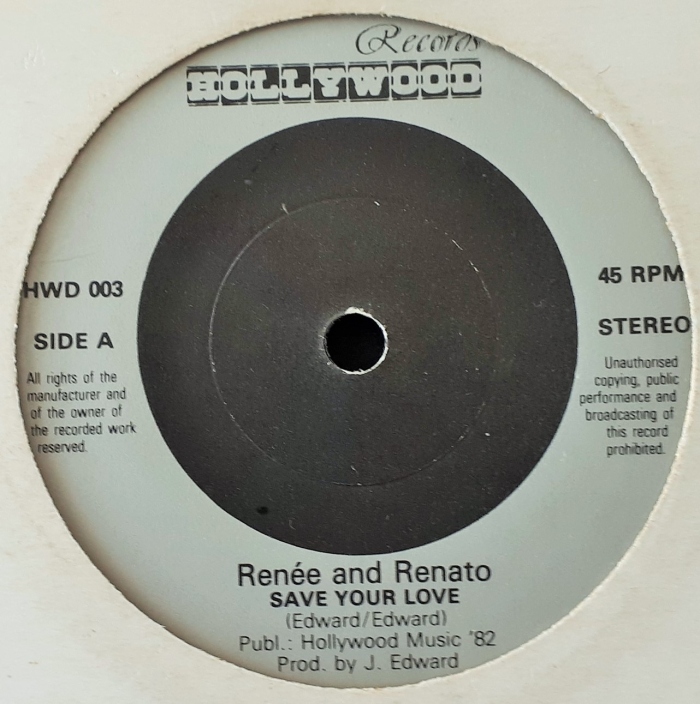 Records
HOLLYWOOD
HWD 003
SIDE A
All rights of the
manufacturer and
of the owner of
the recorded work
reserved.
45 RPM
STEREO
Unauthorised
copying, public
performance and
broadcasting of
this record
prohibited.
Renée and Renato
SAVE YOUR LOVE
(Edward/Edward)
Publ.: Hollywood Music '82
Prod. by J. Edward